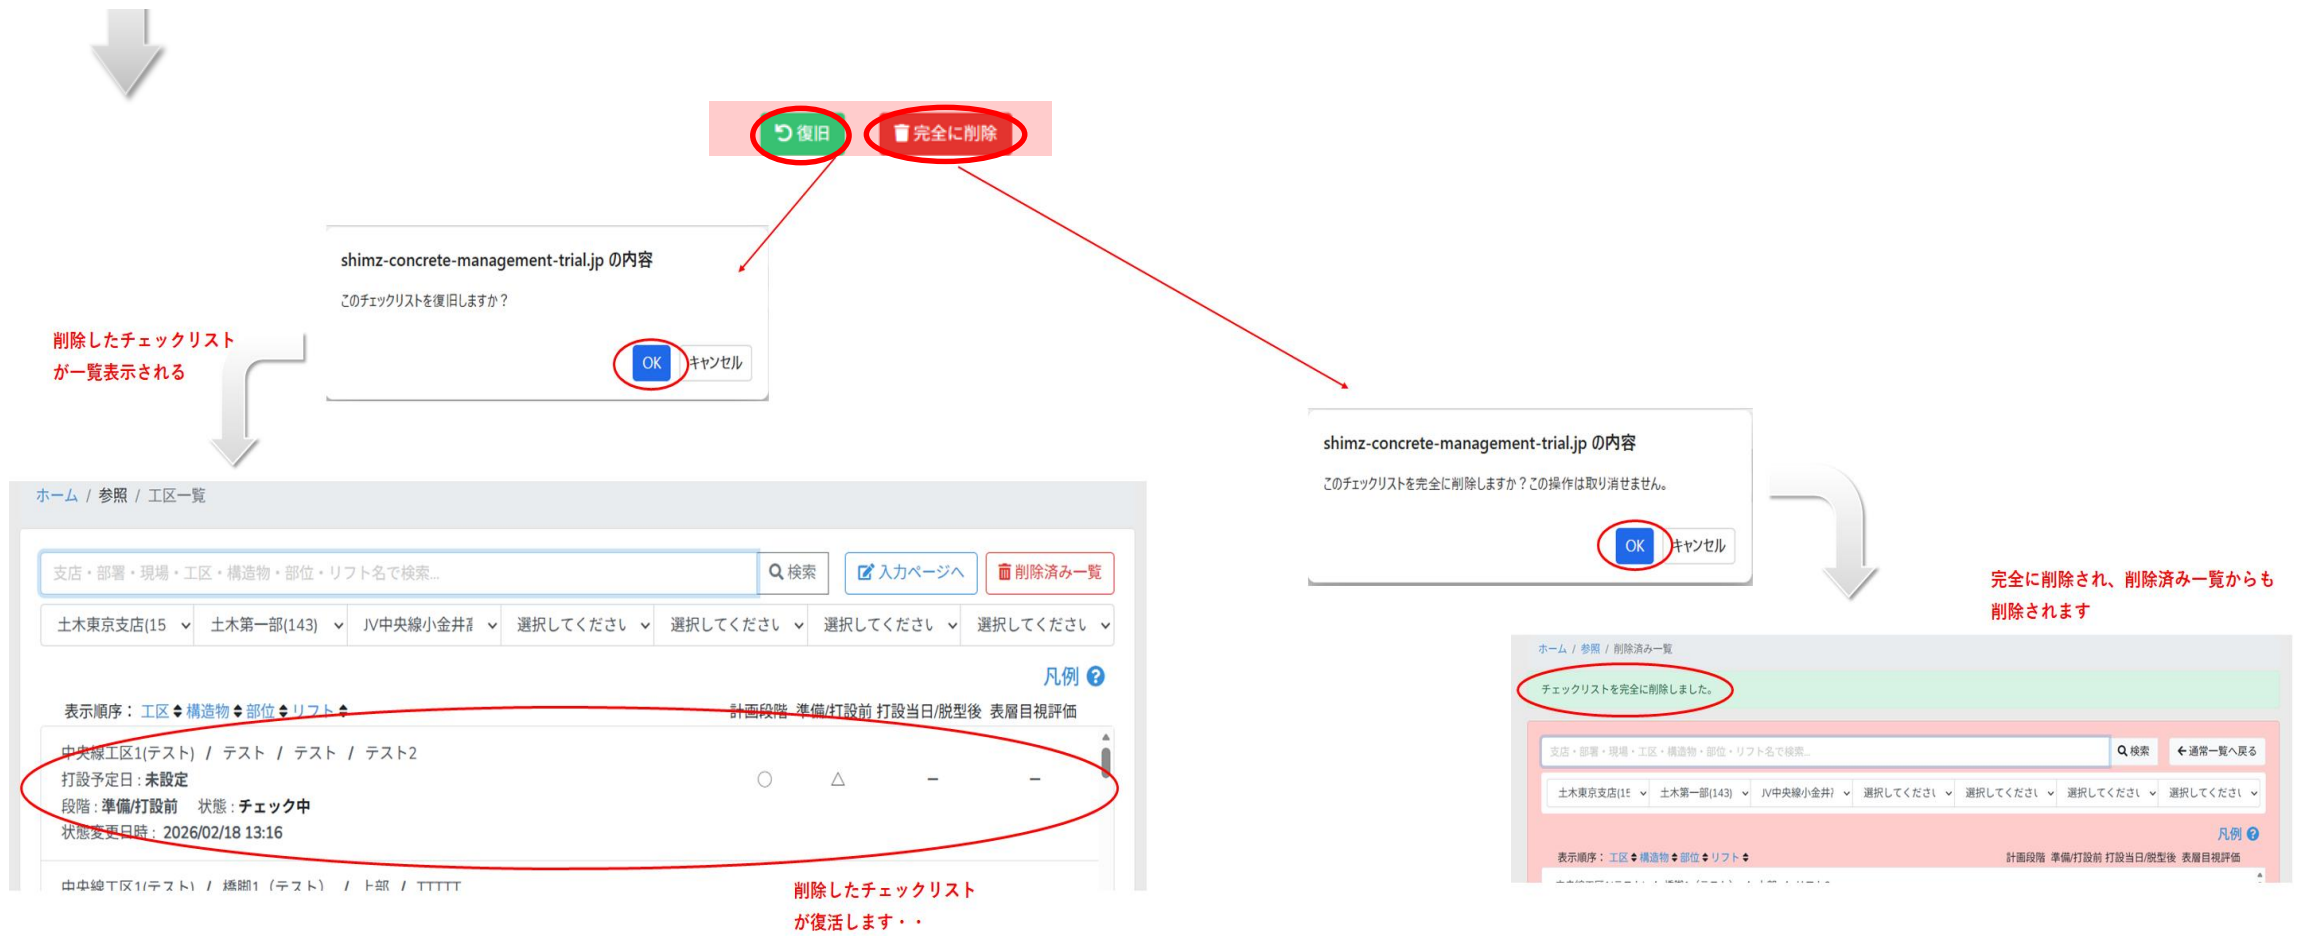 復旧
完全に削除
shimz-concrete-management-trial.jp の内容
このチェックリストを復旧しますか？
OK
キャンセル
削除したチェックリスト
が一覧表示される
shimz-concrete-management-trial.jp の内容
このチェックリストを完全に削除しますか？この操作は取り消せません。
OK
キャンセル
完全に削除され、削除済み一覧からも
削除されます
ホーム / 参照 / 工区一覧
支店・部署・現場・工区・構造物・部位・リフト名で検索...
検索
入力ページへ
削除済み一覧
土木東京支店(15 土木第一部(143) JV中央線小金井高 選択してください 選択してください 選択してください 選択してください
凡例
表示順序： 工区 構造物 部位 リフト 計画段階 準備/打設前 打設当日/脱型後 表層目視評価
中央線工区1(テスト) / テスト / テスト / テスト2
打設予定日 : 未設定 ○ △ − −
段階 : 準備/打設前 状態 : チェック中
状態変更日時 : 2026/02/18 13:16
中央線工区1(テスト) / 橋脚1（テスト） / 上部 / TTTTT
削除したチェックリスト
が復活します・・
ホーム / 参照 / 削除済み一覧
チェックリストを完全に削除しました。
支店・部署・現場・工区・構造物・部位・リフト名で検索...
検索
通常一覧へ戻る
土木東京支店(15 土木第一部(143) JV中央線小金井 選択してください 選択してください 選択してください 選択してください
凡例
表示順序： 工区 構造物 部位 リフト 計画段階 準備/打設前 打設当日/脱型後 表層目視評価